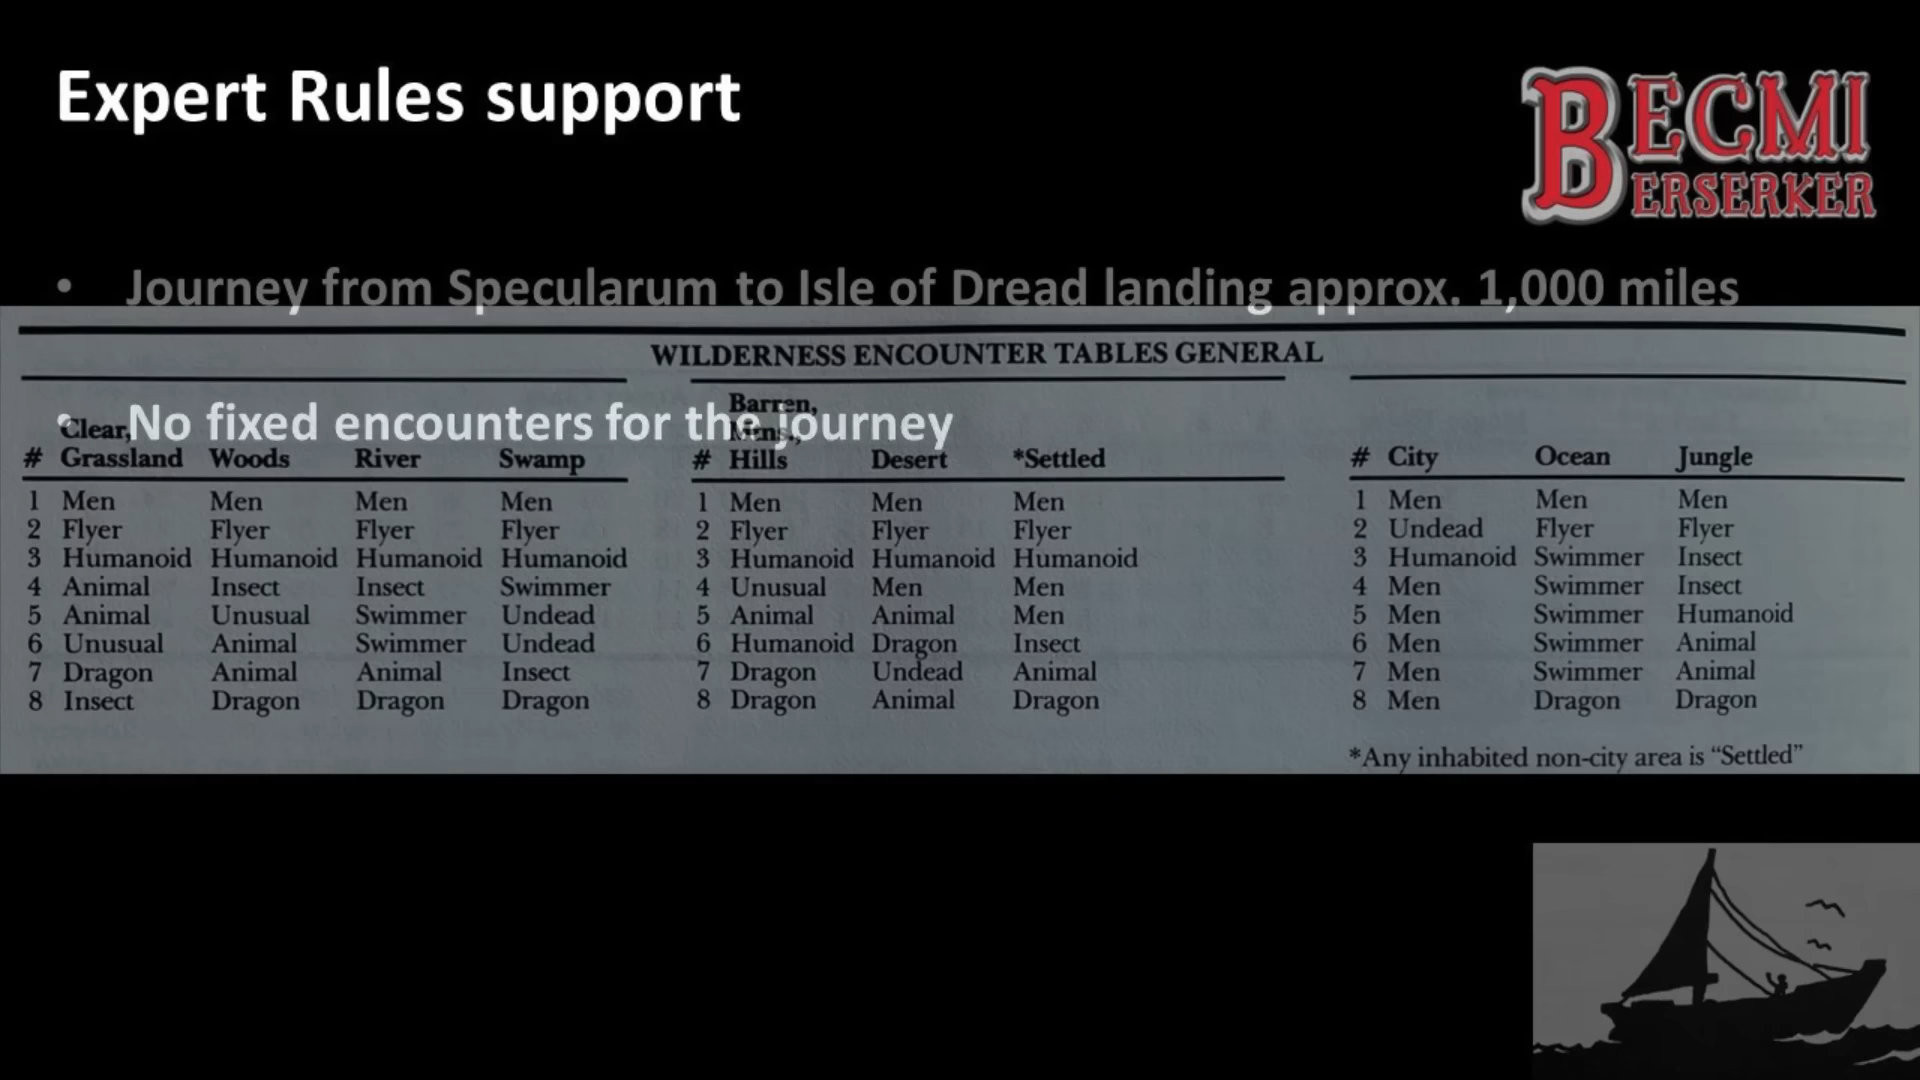 Expert Rules support
BECMI
BERSERKER
• Journey from Specularum to Isle of Dread landing approx. 1,000 miles
WILDERNESS ENCOUNTER TABLES GENERAL
• No fixed encounters for the journey
Clear, Barren,
Mtns.,
# Grassland Woods River Swamp # Hills Desert *Settled # City Ocean Jungle
1 Men Men Men Men 1 Men Men Men 1 Men Men Men
2 Flyer Flyer Flyer Flyer 2 Flyer Flyer Flyer 2 Undead Flyer Flyer
3 Humanoid Humanoid Humanoid Humanoid 3 Humanoid Humanoid Humanoid 3 Humanoid Swimmer Insect
4 Animal Insect Insect Swimmer 4 Unusual Men Men 4 Men Swimmer Insect
5 Animal Unusual Swimmer Undead 5 Animal Animal Men 5 Men Swimmer Humanoid
6 Unusual Animal Swimmer Undead 6 Humanoid Dragon Insect 6 Men Swimmer Animal
7 Dragon Animal Animal Insect 7 Dragon Undead Animal 7 Men Swimmer Animal
8 Insect Dragon Dragon Dragon 8 Dragon Animal Dragon 8 Men Dragon Dragon
*Any inhabited non-city area is “Settled”